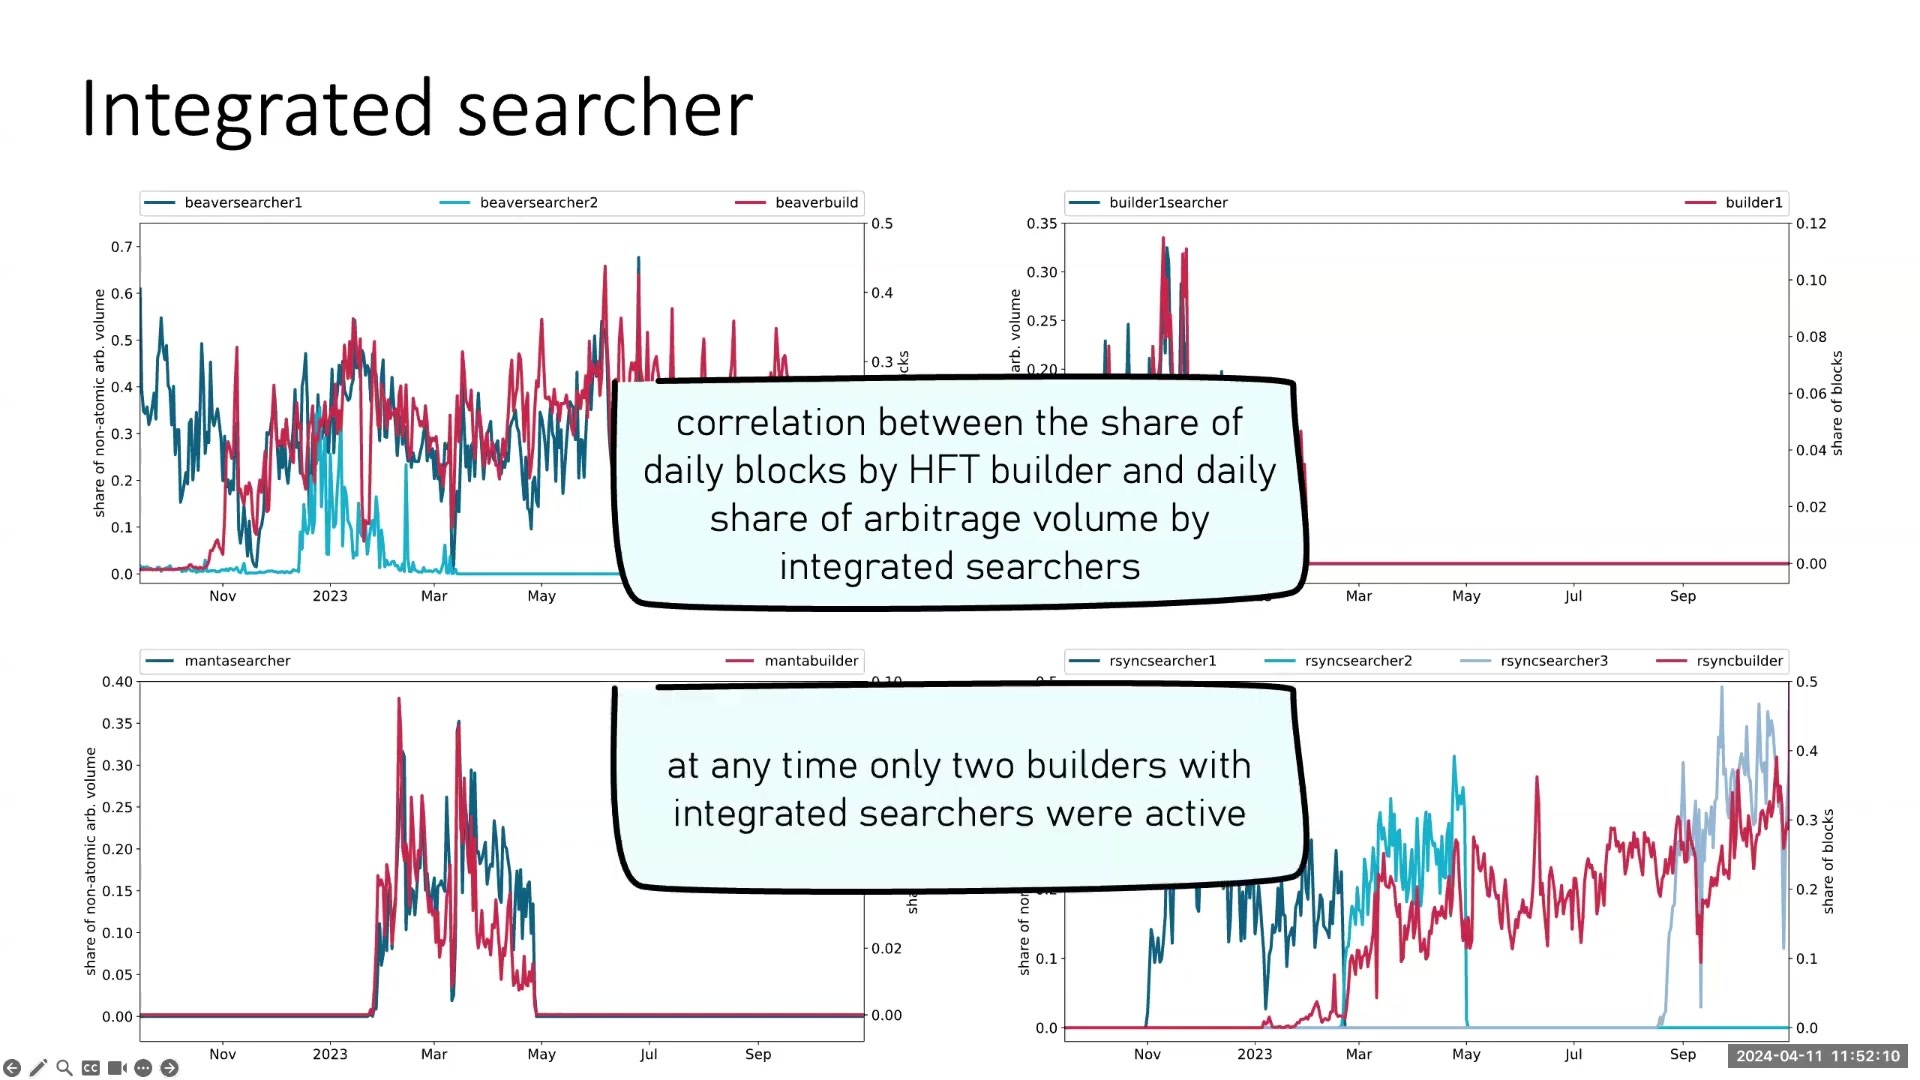 Integrated searcher
beaversearcher1 beaversearcher2 beaverbuild
share of non-atomic arb. volume
0.7
0.6
0.5
0.4
0.3
0.2
0.1
0.0
0.5
0.4
0.3
Nov 2023 Mar May
builder1searcher builder1
arb. volume
0.35
0.30
0.25
0.20
0.12
0.10
0.08
0.06
0.04
0.02
0.00
share of blocks
Mar May Jul Sep
correlation between the share of
daily blocks by HFT builder and daily
share of arbitrage volume by
integrated searchers
mantasearcher mantabuilder
share of non-atomic arb. volume
0.40
0.35
0.30
0.25
0.20
0.15
0.10
0.05
0.00
0.02
0.00
Nov 2023 Mar May Jul Sep
rsyncsearcher1 rsyncsearcher2 rsyncsearcher3 rsyncbuilder
share of
0.1
0.0
0.5
0.4
0.3
0.2
0.1
0.0
share of blocks
Nov 2023 Mar May Jul Sep
at any time only two builders with
integrated searchers were active
CC
2024-04-11 11:52:10